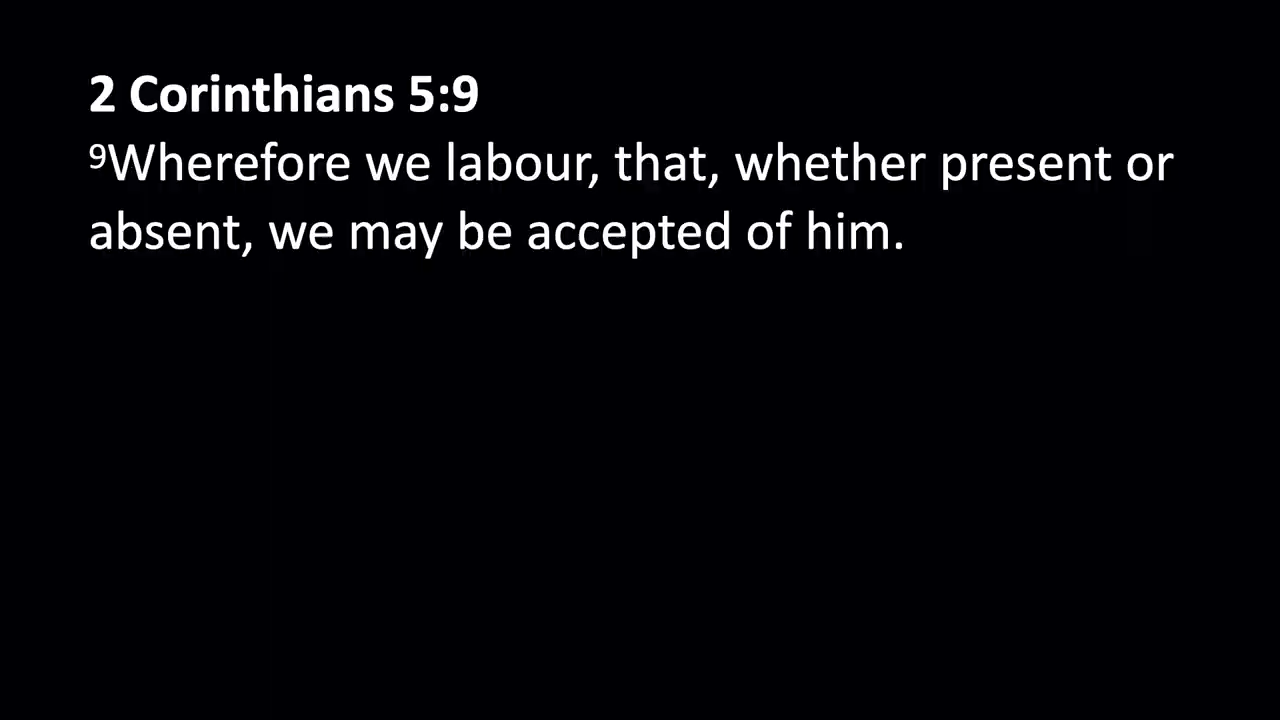 2 Corinthians 5:9
⁹Wherefore we labour, that, whether present or
absent, we may be accepted of him.